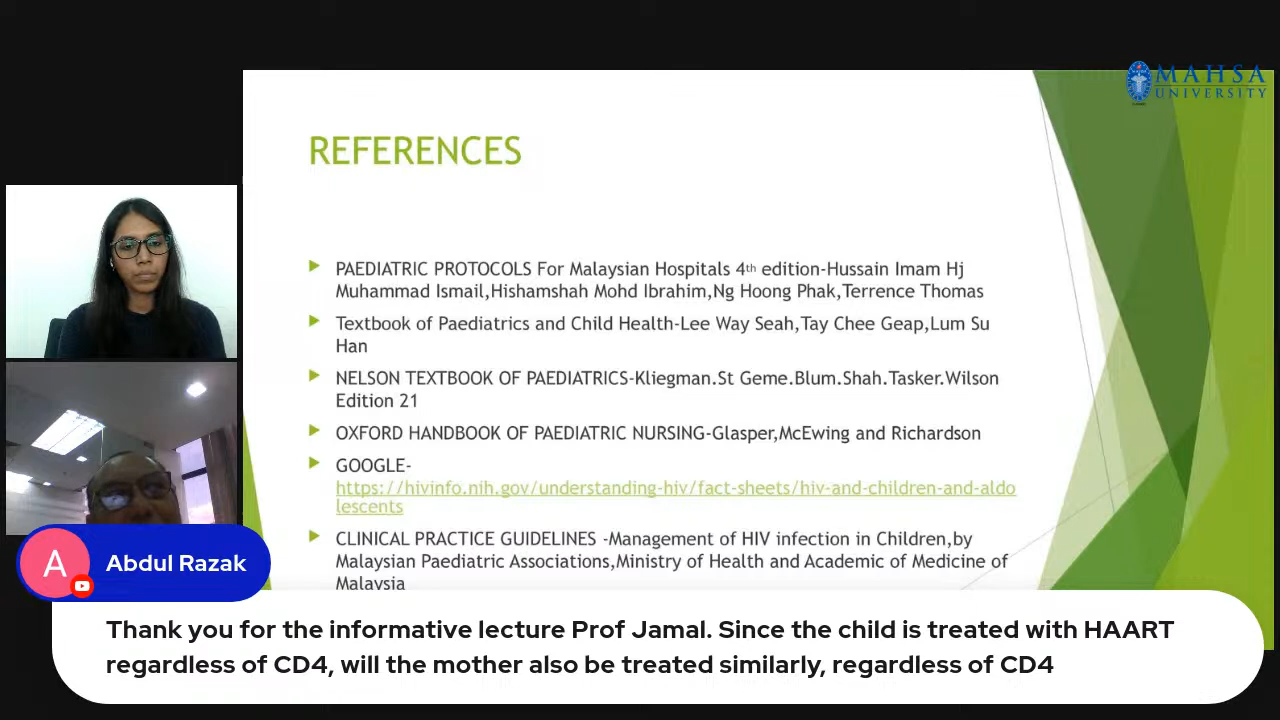 MAHSA
UNIVERSITY
REFERENCES
PAEDIATRIC PROTOCOLS For Malaysian Hospitals 4th edition-Hussain Imam Hj
Muhammad Ismail,Hishamshah Mohd Ibrahim,Ng Hoong Phak,Terrence Thomas
Textbook of Paediatrics and Child Health-Lee Way Seah,Tay Chee Geap,Lum Su
Han
NELSON TEXTBOOK OF PAEDIATRICS-Kliegman.St Geme.Blum.Shah.Tasker.Wilson
Edition 21
OXFORD HANDBOOK OF PAEDIATRIC NURSING-Glasper,McEwing and Richardson
GOOGLE-
https://hivinfo.nih.gov/understanding-hiv/fact-sheets/hiv-and-children-and-aldo
lescents
CLINICAL PRACTICE GUIDELINES -Management of HIV infection in Children,by
Malaysian Paediatric Associations,Ministry of Health and Academic of Medicine of
Malaysia
A
Abdul Razak
Thank you for the informative lecture Prof Jamal. Since the child is treated with HAART
regardless of CD4, will the mother also be treated similarly, regardless of CD4